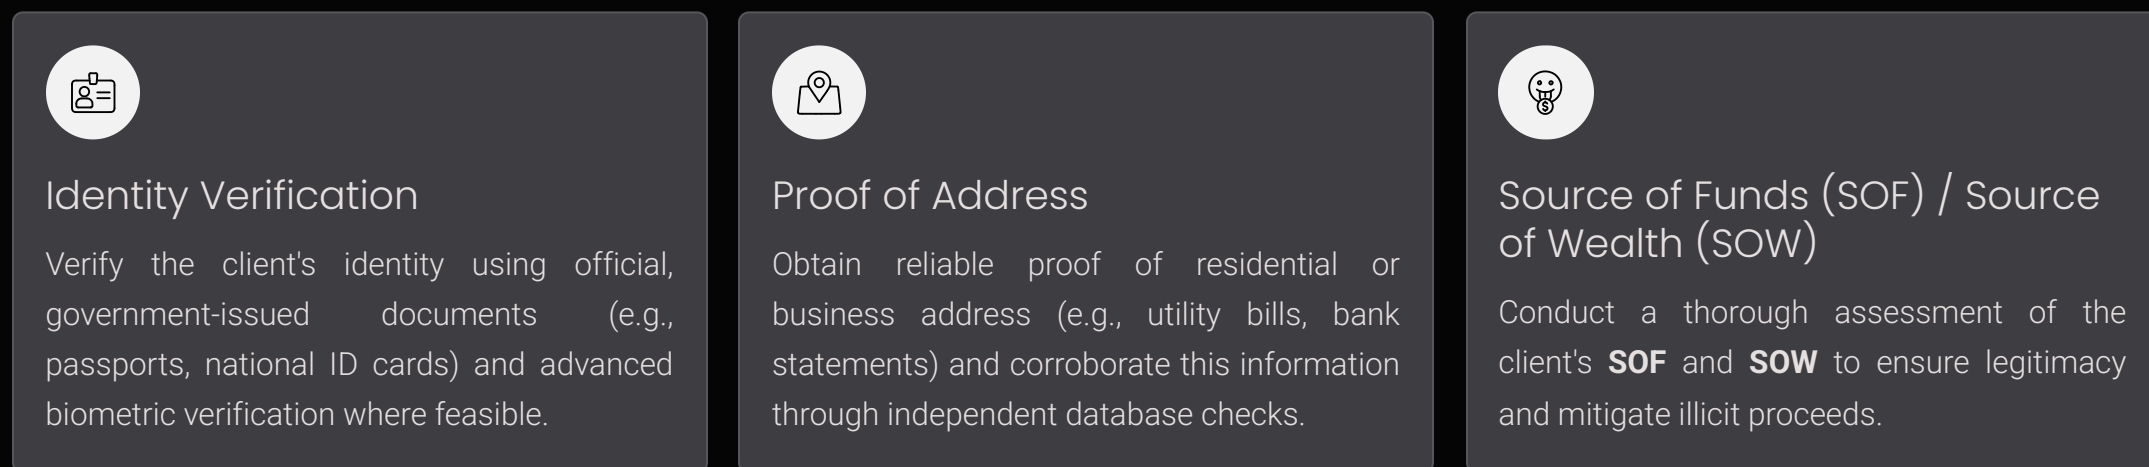 Identity Verification
Verify the client's identity using official,
government-issued documents (e.g.,
passports, national ID cards) and advanced
biometric verification where feasible.
Proof of Address
Obtain reliable proof of residential or
business address (e.g., utility bills, bank
statements) and corroborate this information
through independent database checks.
Source of Funds (SOF) / Source
of Wealth (SOW)
Conduct a thorough assessment of the
client's SOF and SOW to ensure legitimacy
and mitigate illicit proceeds.